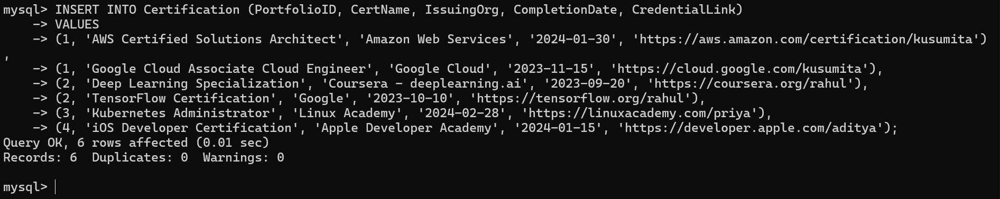 mysql> INSERT INTO Certification (PortfolioID, CertName, IssuingOrg, CompletionDate, CredentialLink)
    -> VALUES
    -> (1, 'AWS Certified Solutions Architect', 'Amazon Web Services', '2024-01-30', 'https://aws.amazon.com/certification/kusumita')
,
    -> (1, 'Google Cloud Associate Cloud Engineer', 'Google Cloud', '2023-11-15', 'https://cloud.google.com/kusumita'),
    -> (2, 'Deep Learning Specialization', 'Coursera - deeplearning.ai', '2023-09-20', 'https://coursera.org/rahul'),
    -> (2, 'TensorFlow Certification', 'Google', '2023-10-10', 'https://tensorflow.org/rahul'),
    -> (3, 'Kubernetes Administrator', 'Linux Academy', '2024-02-28', 'https://linuxacademy.com/priya'),
    -> (4, 'iOS Developer Certification', 'Apple Developer Academy', '2024-01-15', 'https://developer.apple.com/aditya');
Query OK, 6 rows affected (0.01 sec)
Records: 6  Duplicates: 0  Warnings: 0

mysql>